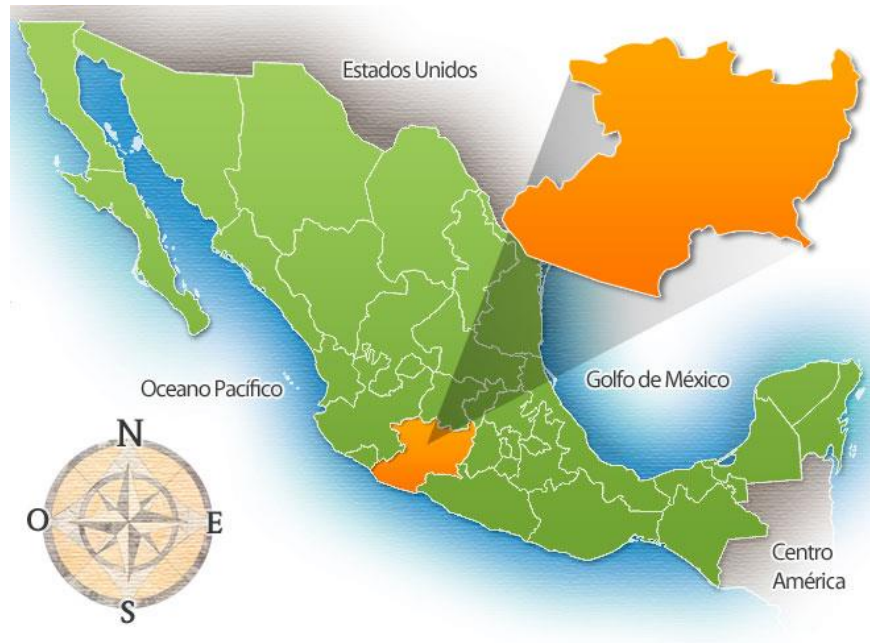 Estados Unidos
Oceano Pacífico
Golfo de México
N
O
E
S
Centro
América